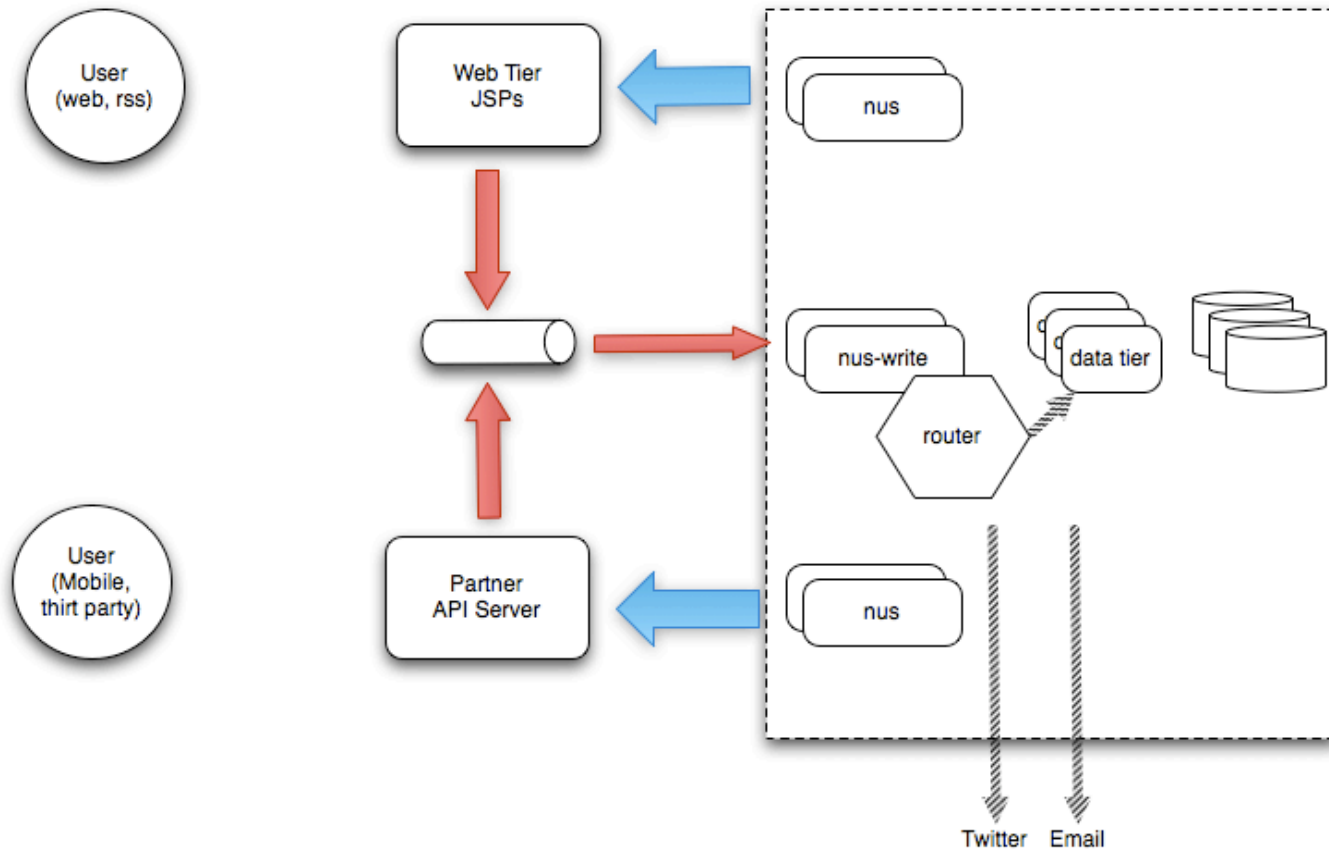 User
(web, rss)
Web Tier
JSPs
nus
nus-write
data tier
router
User
(Mobile,
thirt party)
Partner
API Server
nus
Twitter
Email